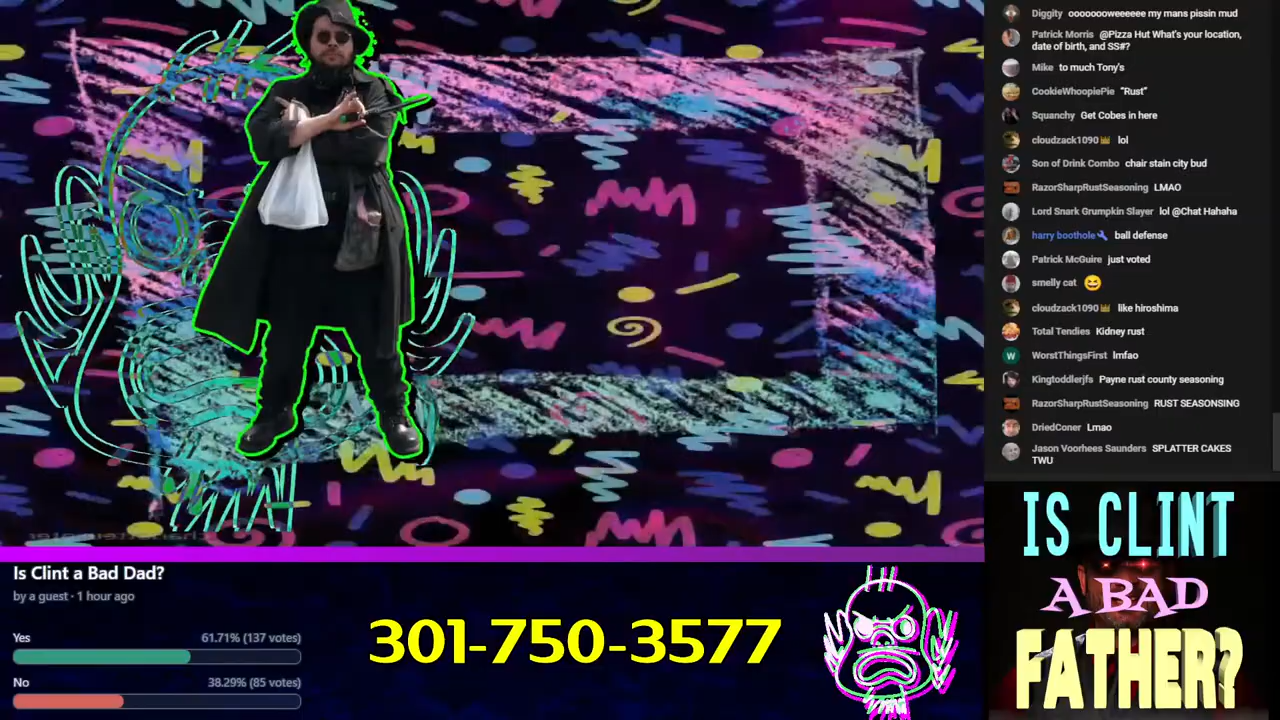 Diggity oooooooweeeeee my mans pissin mud
Patrick Morris @Pizza Hut What's your location,
date of birth, and SS#?
Mike to much Tony's
CookieWhoopiePie "Rust"
Squanchy Get Cobes in here
cloudzack1090 lol
Son of Drink Combo chair stain city bud
RazorSharpRustSeasoning LMAO
Lord Snark Grumpkin Slayer lol @Chat Hahaha
harry boothole ball defense
Patrick McGuire just voted
smelly cat 😆
cloudzack1090 like hiroshima
Total Tendies Kidney rust
W WorstThingsFirst lmfao
Kingtoddlerjfs Payne rust county seasoning
RazorSharpRustSeasoning RUST SEASONSING
DriedConer Lmao
Jason Voorhees Saunders SPLATTER CAKES
TWU
IS CLINT
A BAD
FATHER?
Is Clint a Bad Dad?
by a guest · 1 hour ago
Yes 61.71% (137 votes)
No 38.29% (85 votes)
301-750-3577